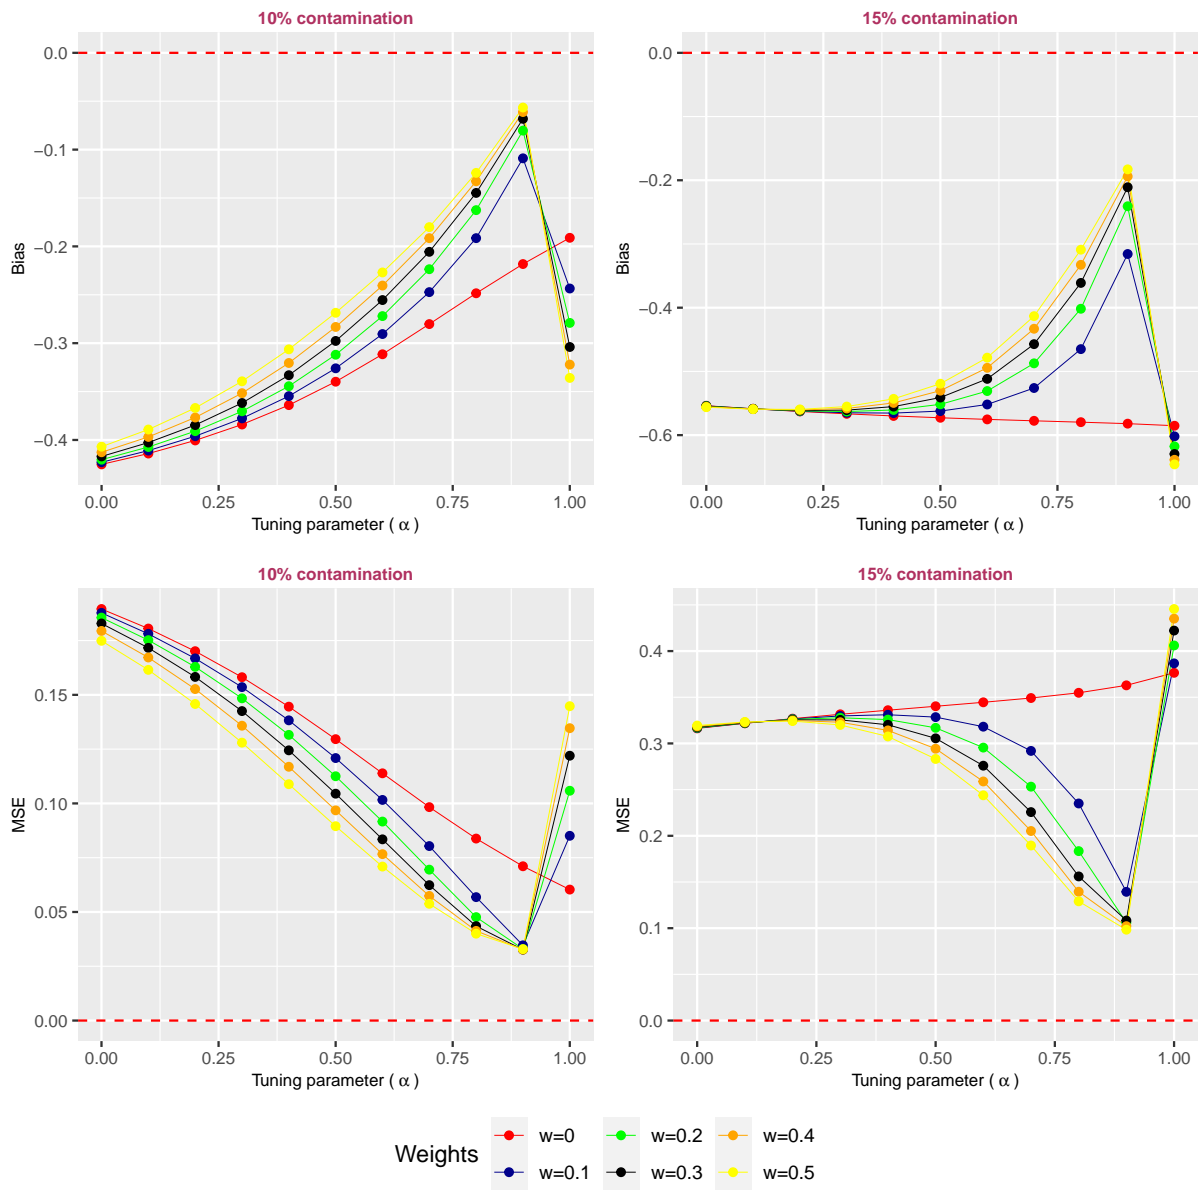 10% contamination
0.0
−0.1
−0.2
−0.3
−0.4
Bias
0.00 0.25 0.50 0.75 1.00
Tuning parameter ( α )
15% contamination
0.0
−0.2
−0.4
−0.6
Bias
0.00 0.25 0.50 0.75 1.00
Tuning parameter ( α )
10% contamination
0.15
0.10
0.05
0.00
MSE
0.00 0.25 0.50 0.75 1.00
Tuning parameter ( α )
15% contamination
0.4
0.3
0.2
0.1
0.0
MSE
0.00 0.25 0.50 0.75 1.00
Tuning parameter ( α )
Weights
w=0 w=0.2 w=0.4
w=0.1 w=0.3 w=0.5